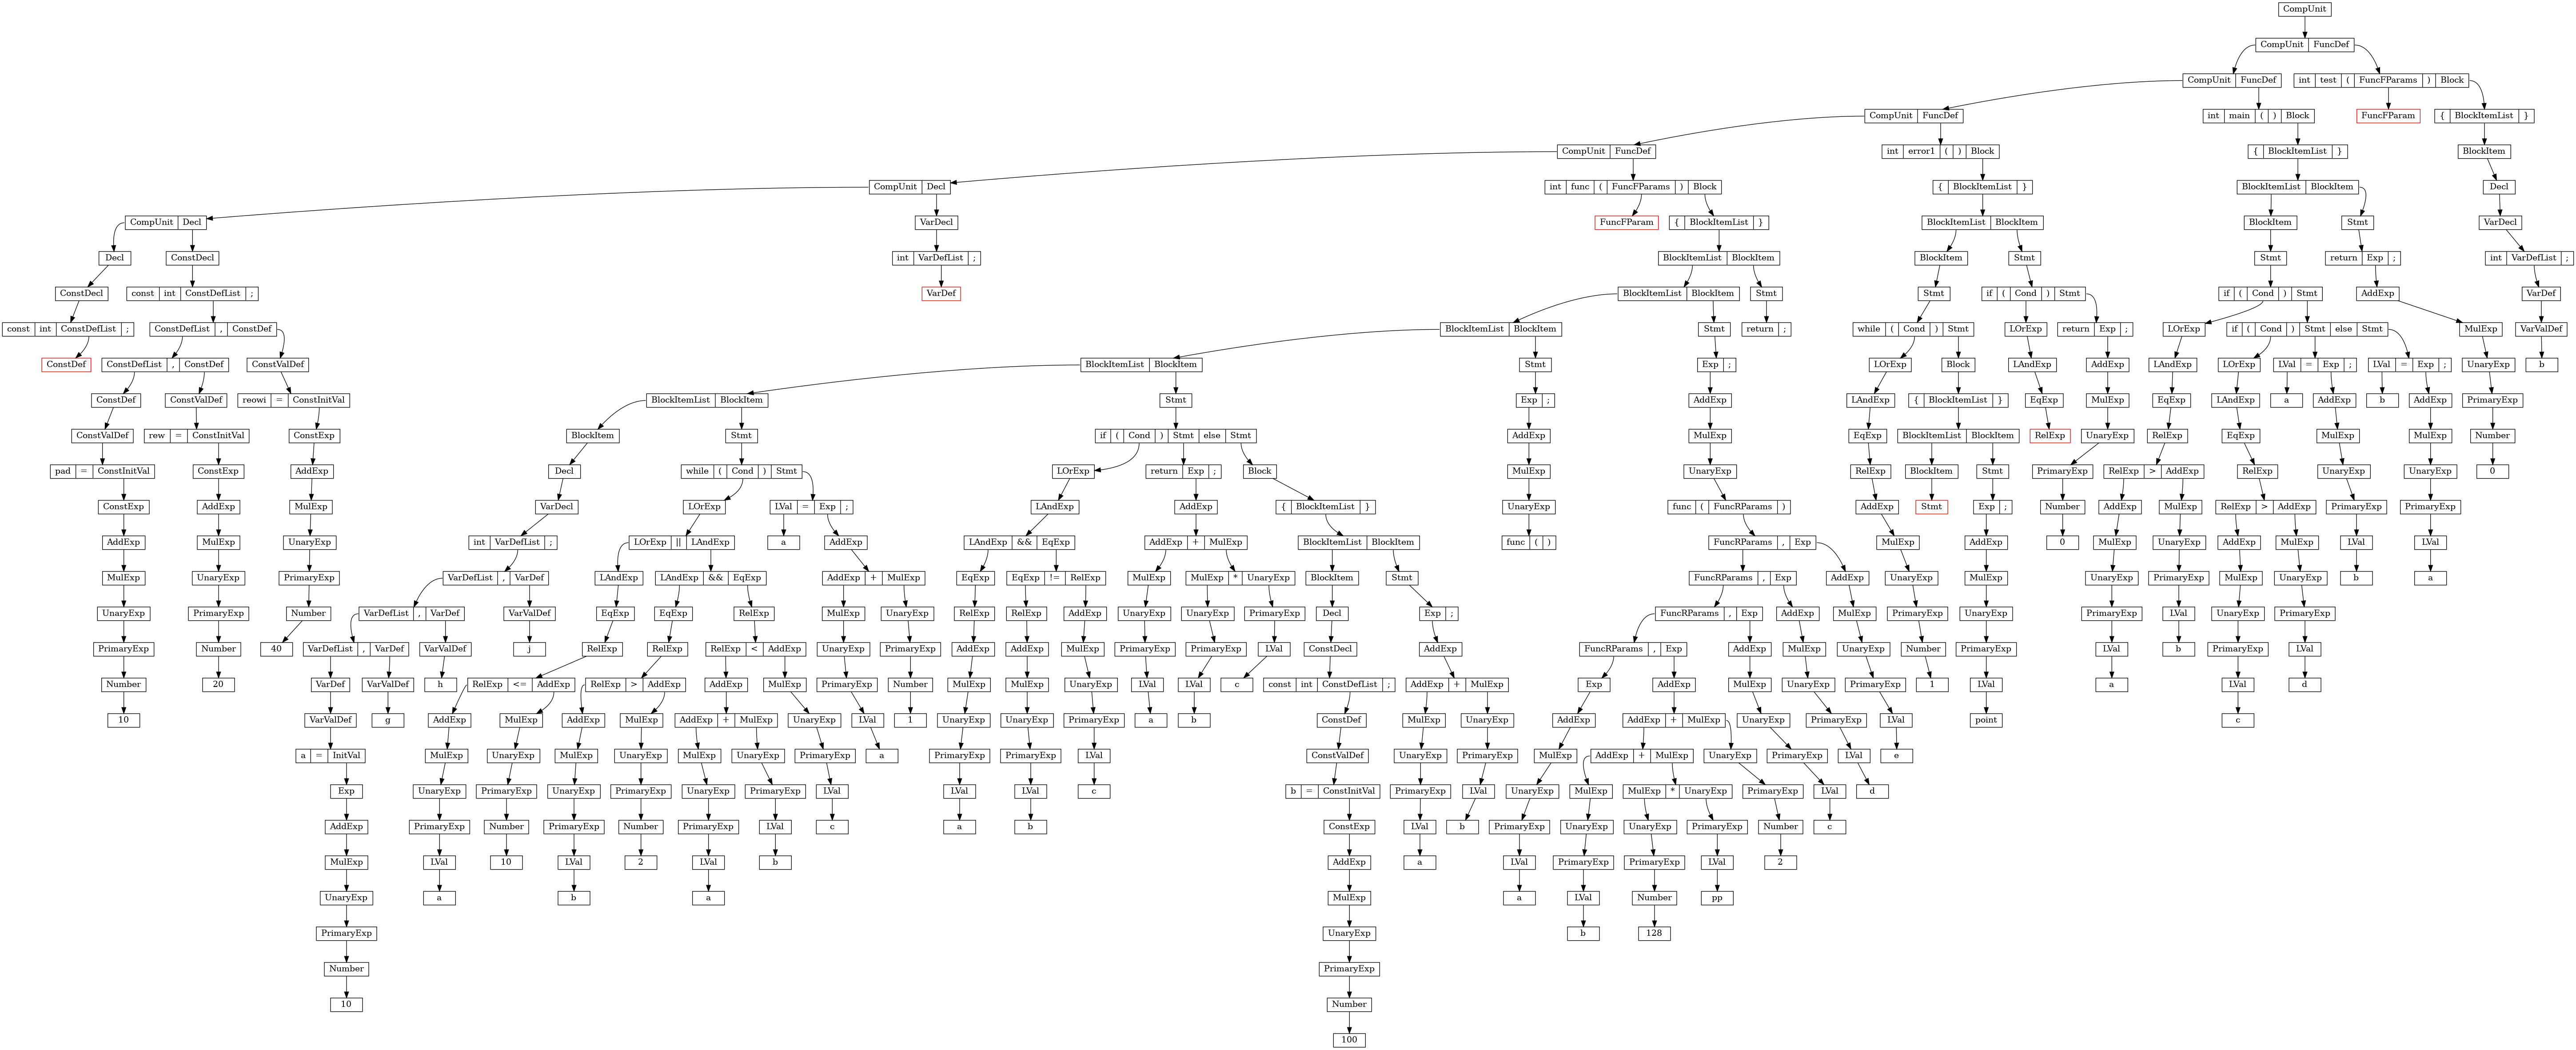 CompUnit
CompUnit FuncDef
CompUnit FuncDef int test ( FuncFParams ) Block
CompUnit FuncDef int main ( ) Block FuncFParam { BlockItemList }
CompUnit FuncDef int error1 ( ) Block { BlockItemList } BlockItem
CompUnit Decl int func ( FuncFParams ) Block { BlockItemList } BlockItemList BlockItem Decl
CompUnit Decl VarDecl FuncFParam { BlockItemList } BlockItemList BlockItem BlockItem Stmt VarDecl
Decl ConstDecl int VarDefList ; BlockItemList BlockItem BlockItem Stmt Stmt return Exp ; int VarDefList ;
ConstDecl const int ConstDefList ; VarDef BlockItemList BlockItem Stmt Stmt if ( Cond ) Stmt if ( Cond ) Stmt AddExp VarDef
const int ConstDefList ; ConstDefList , ConstDef BlockItemList BlockItem Stmt return ; while ( Cond ) Stmt LOrExp return Exp ; LOrExp if ( Cond ) Stmt else Stmt MulExp VarValDef
ConstDef ConstDefList , ConstDef ConstValDef BlockItemList BlockItem Stmt Exp ; LOrExp Block LAndExp AddExp LAndExp LOrExp LVal = Exp ; LVal = Exp ; UnaryExp b
ConstDef ConstValDef reowi = ConstInitVal BlockItemList BlockItem Stmt Exp ; AddExp LAndExp { BlockItemList } EqExp MulExp EqExp LAndExp a AddExp b AddExp PrimaryExp
ConstValDef rew = ConstInitVal ConstExp BlockItem Stmt if ( Cond ) Stmt else Stmt AddExp MulExp EqExp BlockItemList BlockItem RelExp UnaryExp RelExp EqExp MulExp MulExp Number
pad = ConstInitVal ConstExp AddExp Decl while ( Cond ) Stmt LOrExp return Exp ; Block MulExp UnaryExp RelExp BlockItem Stmt PrimaryExp RelExp > AddExp RelExp UnaryExp UnaryExp 0
ConstExp AddExp MulExp VarDecl LOrExp LVal = Exp ; LAndExp AddExp { BlockItemList } UnaryExp func ( FuncRParams ) AddExp Stmt Exp ; Number AddExp MulExp RelExp > AddExp PrimaryExp PrimaryExp
AddExp MulExp UnaryExp int VarDefList ; LOrExp || LAndExp a AddExp LAndExp && EqExp AddExp + MulExp BlockItemList BlockItem func ( ) FuncRParams , Exp MulExp AddExp 0 MulExp UnaryExp AddExp MulExp LVal LVal
MulExp UnaryExp PrimaryExp VarDefList , VarDef LAndExp LAndExp && EqExp AddExp + MulExp EqExp EqExp != RelExp MulExp MulExp * UnaryExp BlockItem Stmt FuncRParams , Exp AddExp UnaryExp MulExp UnaryExp PrimaryExp MulExp UnaryExp b a
UnaryExp PrimaryExp Number VarDefList , VarDef VarValDef EqExp EqExp RelExp MulExp UnaryExp RelExp RelExp AddExp UnaryExp UnaryExp PrimaryExp Decl Exp ; FuncRParams , Exp AddExp MulExp PrimaryExp UnaryExp PrimaryExp LVal UnaryExp PrimaryExp
PrimaryExp Number 40 VarDefList , VarDef VarValDef j RelExp RelExp RelExp < AddExp UnaryExp PrimaryExp AddExp AddExp MulExp PrimaryExp PrimaryExp LVal ConstDecl AddExp FuncRParams , Exp AddExp MulExp UnaryExp Number PrimaryExp LVal b PrimaryExp LVal
Number 20 VarDef VarValDef h RelExp <= AddExp RelExp > AddExp AddExp MulExp PrimaryExp Number MulExp MulExp UnaryExp LVal LVal c const int ConstDefList ; AddExp + MulExp Exp AddExp MulExp UnaryExp PrimaryExp 1 LVal a LVal d
10 VarValDef g AddExp MulExp AddExp MulExp AddExp + MulExp UnaryExp LVal 1 UnaryExp UnaryExp PrimaryExp a b ConstDef MulExp UnaryExp AddExp AddExp + MulExp UnaryExp PrimaryExp LVal point c
a = InitVal MulExp UnaryExp MulExp UnaryExp MulExp UnaryExp PrimaryExp a PrimaryExp PrimaryExp LVal ConstValDef UnaryExp PrimaryExp MulExp AddExp + MulExp UnaryExp PrimaryExp LVal e
Exp UnaryExp PrimaryExp UnaryExp PrimaryExp UnaryExp PrimaryExp LVal LVal LVal c b = ConstInitVal PrimaryExp LVal UnaryExp MulExp MulExp * UnaryExp PrimaryExp LVal d
AddExp PrimaryExp Number PrimaryExp Number PrimaryExp LVal c a b ConstExp LVal b PrimaryExp UnaryExp UnaryExp PrimaryExp Number c
MulExp LVal 10 LVal 2 LVal b AddExp a LVal PrimaryExp PrimaryExp LVal 2
UnaryExp a b a MulExp a LVal Number pp
PrimaryExp UnaryExp b 128
Number PrimaryExp
10 Number
100